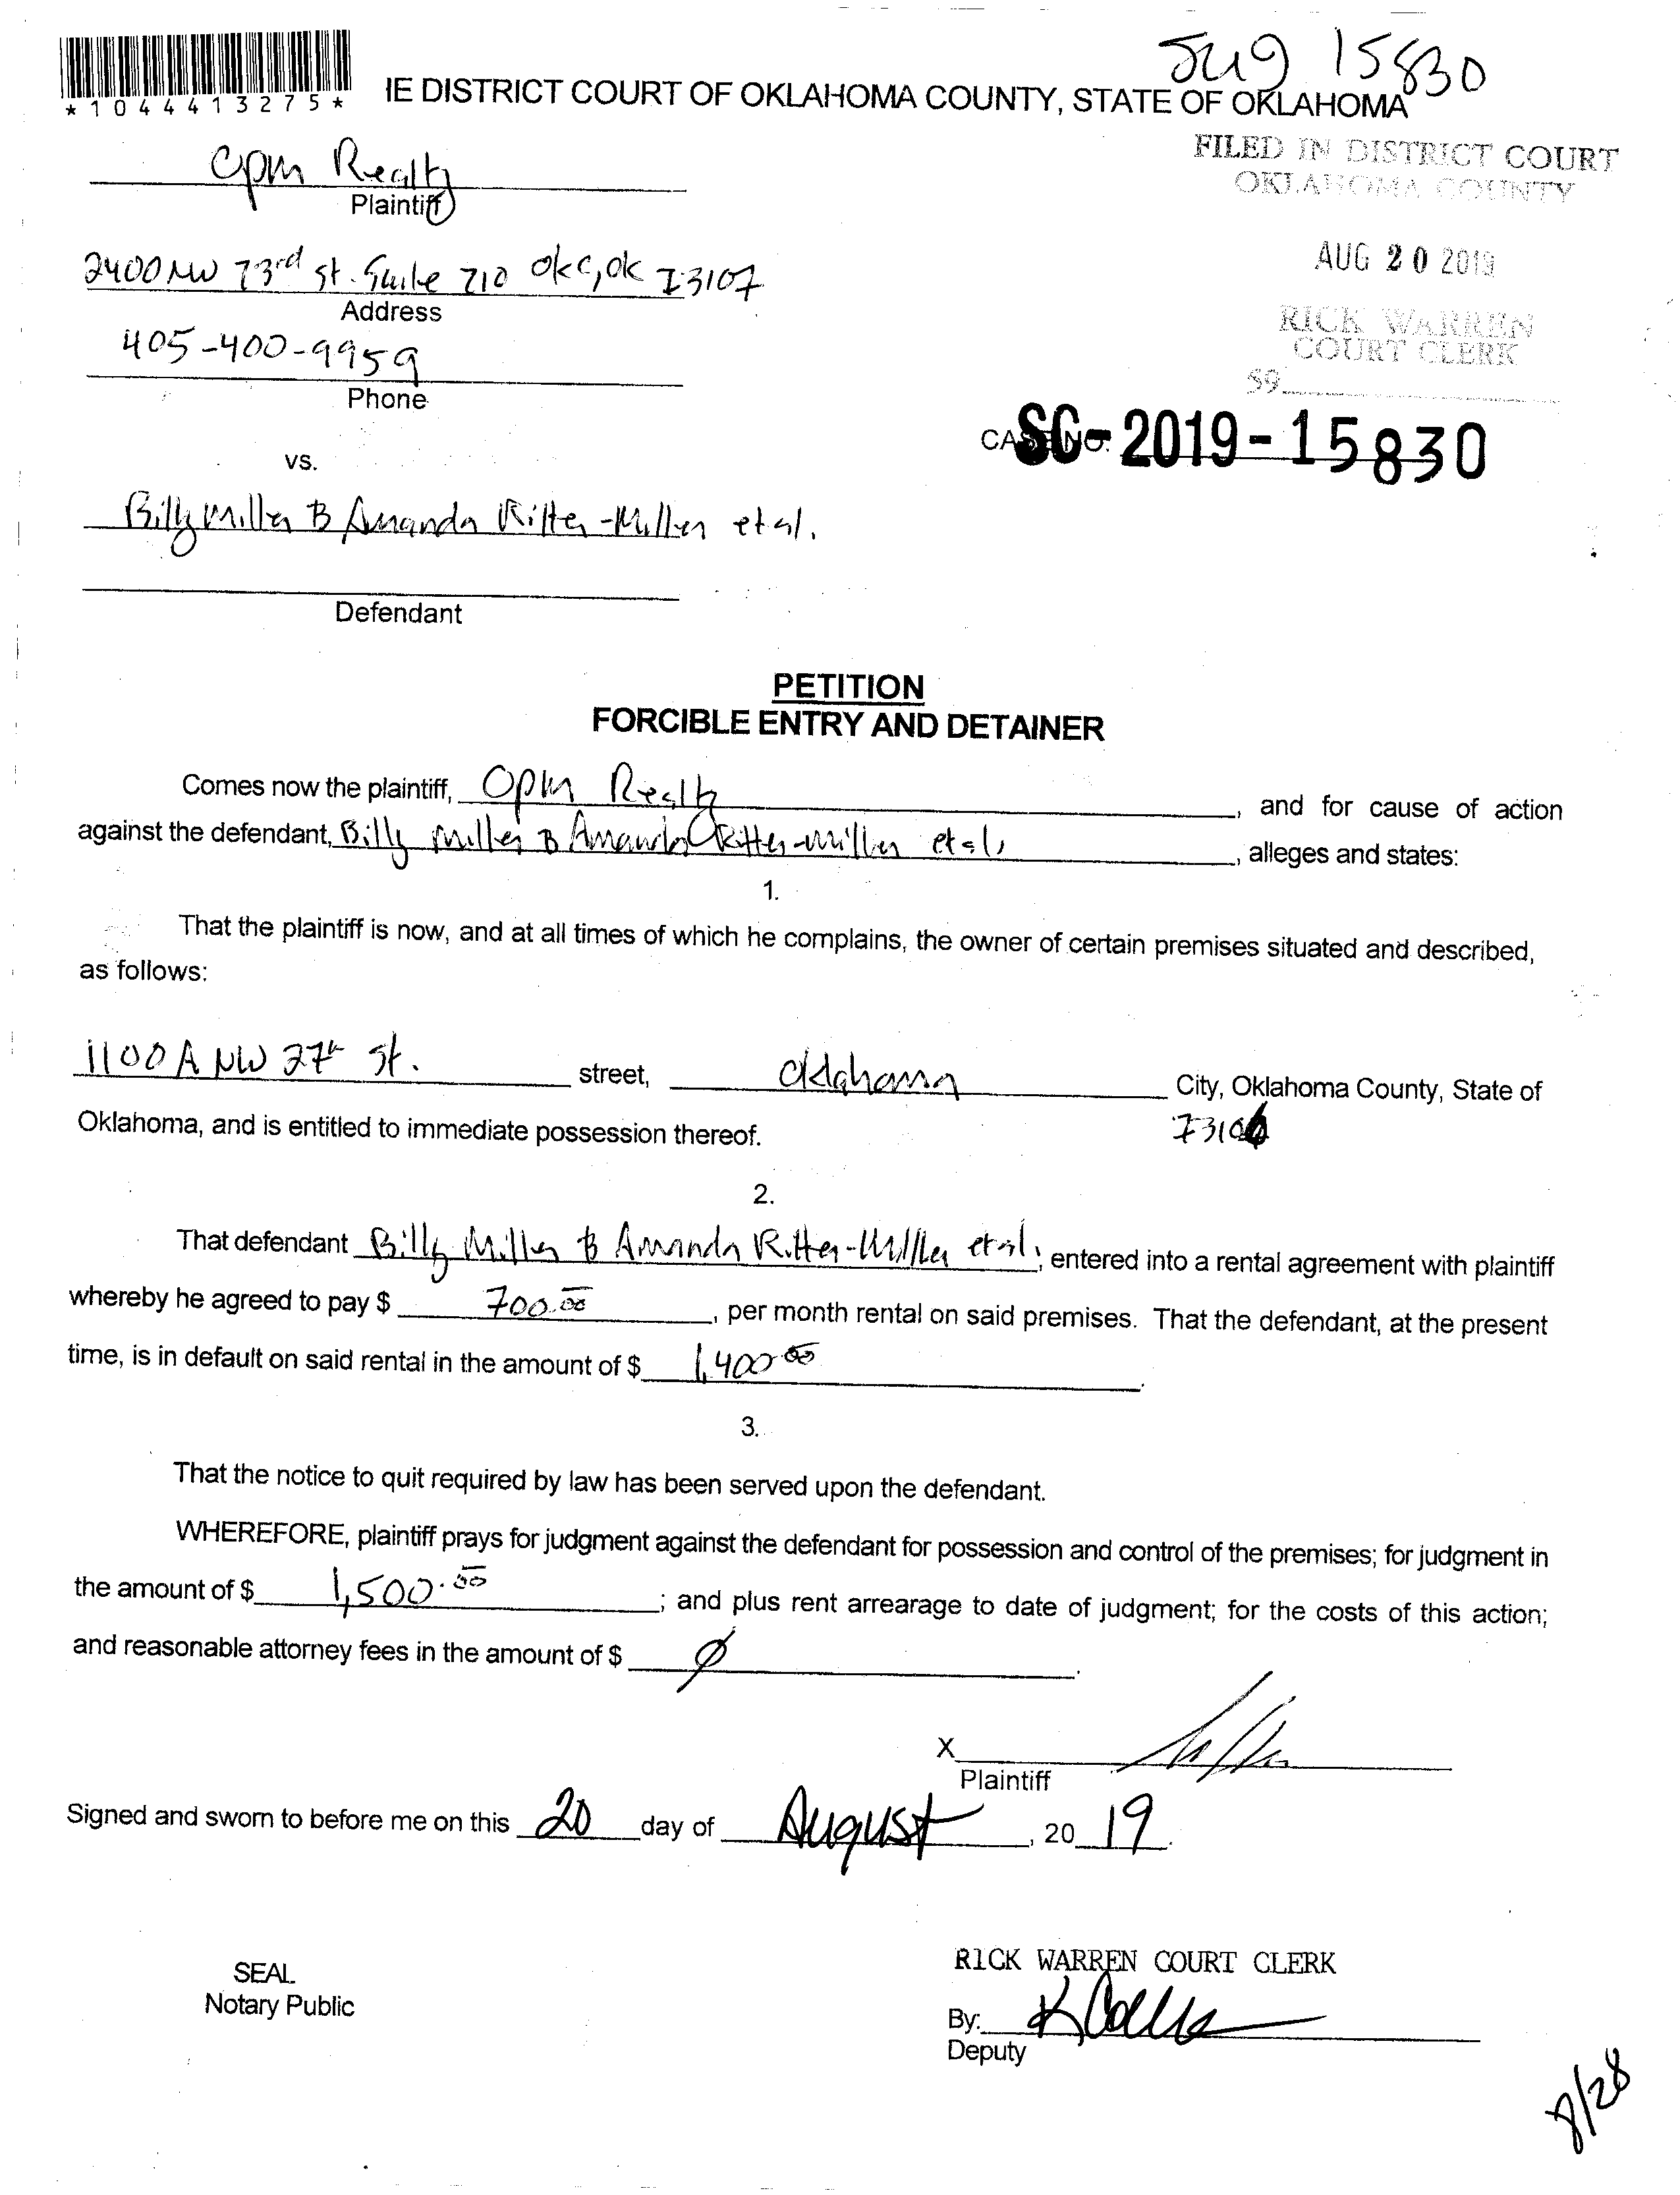 Jug 15830
*1044413275*
IE DISTRICT COURT OF OKLAHOMA COUNTY, STATE OF OKLAHOMA
FILED IN DISTRICT COURT
OKLAHOMA COUNTY
Opm Realty
Plaintiff
AUG 20 2019
2400 NW 73rd St. Suite 210 OKC, OK 73107
Address
RICK WARREN
COURT CLERK
405-400-9959
Phone
59
CASE NO. SC-2019-15830
vs.
Billy Miller & Amanda Ritter-Miller et al.
Defendant
PETITION
FORCIBLE ENTRY AND DETAINER
Comes now the plaintiff, Opm Realty, and for cause of action
against the defendant, Billy Miller & Amanda Ritter-Miller et al, alleges and states:
1.
That the plaintiff is now, and at all times of which he complains, the owner of certain premises situated and described,
as follows:
1100 A NW 27th St. street, Oklahoma City, Oklahoma County, State of
Oklahoma, and is entitled to immediate possession thereof. 73106
2.
That defendant Billy Miller & Amanda Ritter-Miller et al, entered into a rental agreement with plaintiff
whereby he agreed to pay $ 700.00, per month rental on said premises. That the defendant, at the present
time, is in default on said rental in the amount of $ 1,400.00.
3.
That the notice to quit required by law has been served upon the defendant.
WHEREFORE, plaintiff prays for judgment against the defendant for possession and control of the premises; for judgment in
the amount of $ 1,500.00; and plus rent arrearage to date of judgment; for the costs of this action;
and reasonable attorney fees in the amount of $ Ø.
X
Plaintiff
Signed and sworn to before me on this 20 day of August, 2019.
SEAL
Notary Public
RICK WARREN COURT CLERK
By:
Deputy
8/28